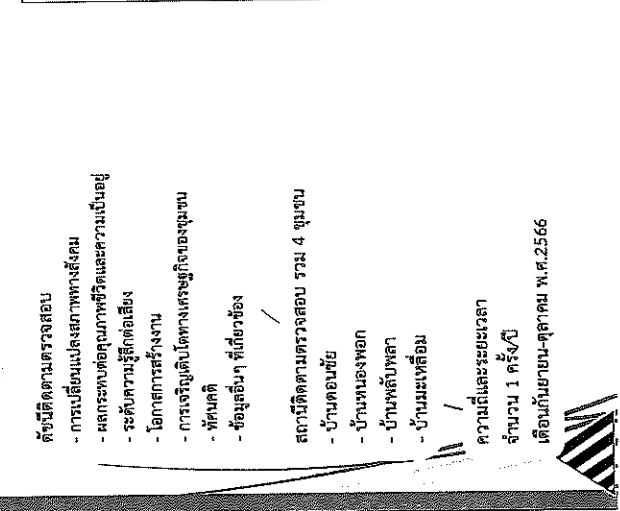 ดัชนีติดตามตรวจสอบ
- การเปลี่ยนแปลงสภาพทางสังคม
- ผลกระทบต่อคุณภาพชีวิตและความเป็นอยู่
- ระดับความรู้สึกต่อเสียง
- โอกาสการสร้างงาน
- การเจริญเติบโตทางเศรษฐกิจของชุมชน
- ทัศนคติ
- ข้อมูลอื่นๆ ที่เกี่ยวข้อง
สถานีติดตามตรวจสอบ รวม 4 ชุมชน
- บ้านดอนชัย
- บ้านหนองพอก
- บ้านพลับพลา
- บ้านมะเหลื่อม
ความถี่และระยะเวลา
จำนวน 1 ครั้ง/ปี
เดือนกันยายน-ตุลาคม พ.ศ.2566